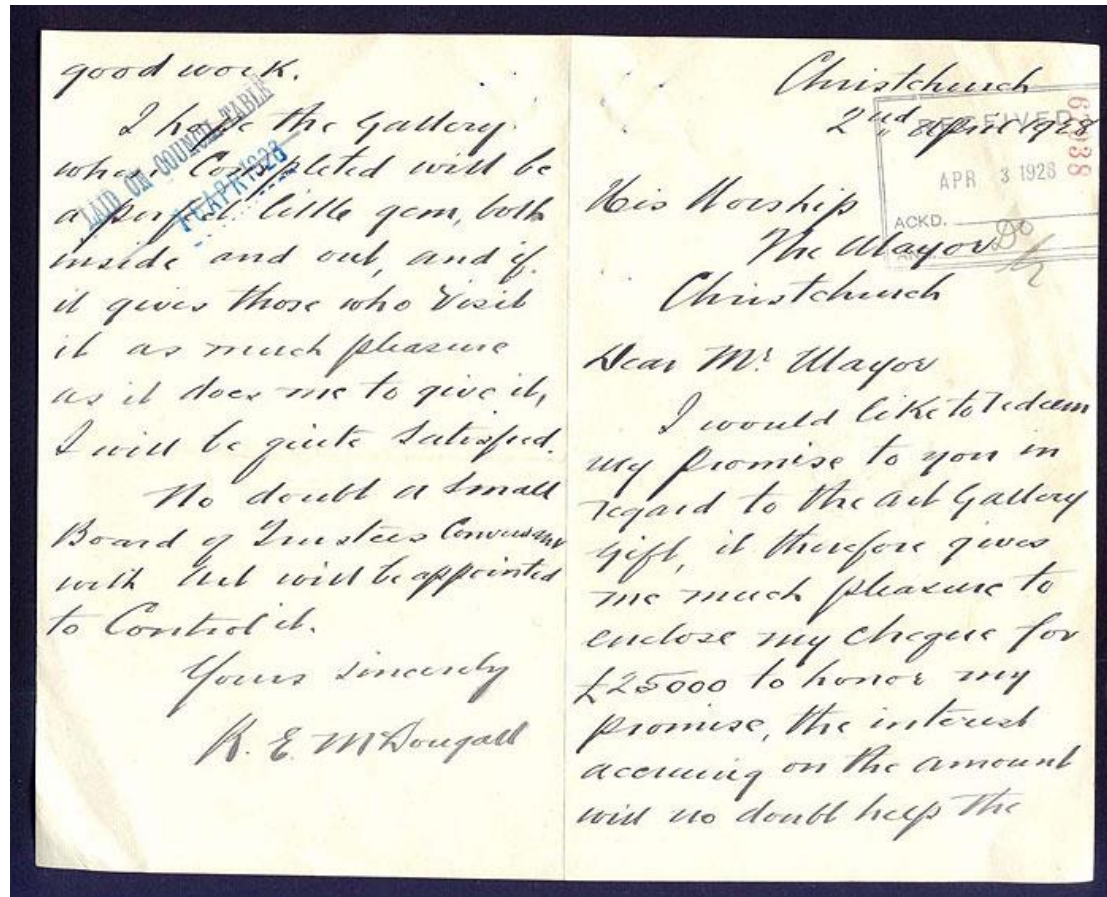 Christchurch
2nd April 1928
RECEIVED
APR 3 1928
ACKD.
His Worship
The Mayor
Christchurch
Dear Mr. Mayor
I would like to redeem
my promise to you in
regard to the Art Gallery
gift, it therefore gives
me much pleasure to
enclose my cheque for
£25000 to honor my
promise, the interest
accruing on the amount
will no doubt help the
good work.
LAID ON COUNCIL TABLE
16 APR 1928
I hope the Gallery
when Completed will be
a perfect little gem, both
inside and out, and if
it gives those who visit
it as much pleasure
as it does me to give it,
I will be quite satisfied.
No doubt a small
Board of Trustees Conversant
with Art will be appointed
to Control it.
Yours sincerely
R. E. McDougall